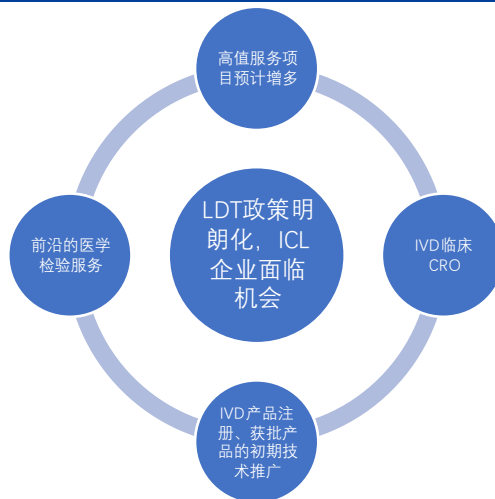 高值服务项
目预计增多
LDT政策明
朗化，ICL
企业面临
机会
前沿的医学
检验服务
IVD临床
CRO
IVD产品注
册、获批产
品的初期技
术推广